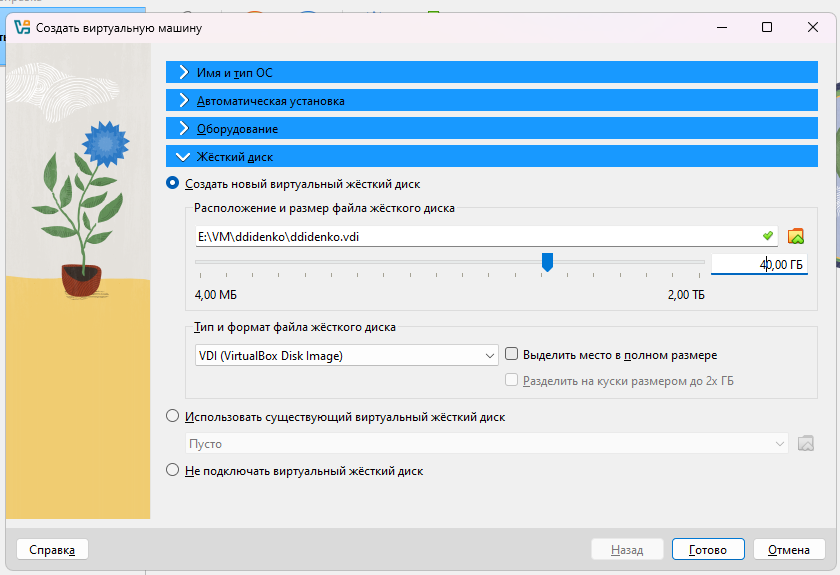 Создать виртуальную машину
Имя и тип ОС
Автоматическая установка
Оборудование
Жёсткий диск
Создать новый виртуальный жёсткий диск
Расположение и размер файла жёсткого диска
E:\VM\ddidenko\ddidenko.vdi
40,00 ГБ
4,00 МБ 2,00 ТБ
Тип и формат файла жёсткого диска
VDI (VirtualBox Disk Image) Выделить место в полном размере
Разделить на куски размером до 2х ГБ
Использовать существующий виртуальный жёсткий диск
Пусто
Не подключать виртуальный жёсткий диск
Справка Назад Готово Отмена